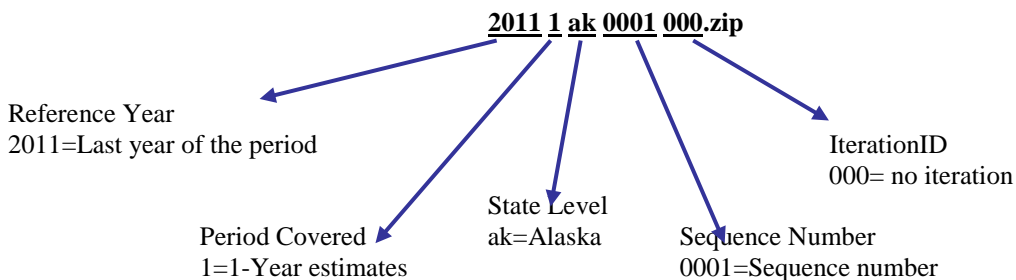 2011 1 ak 0001 000.zip
Reference Year
2011=Last year of the period
IterationID
000= no iteration
State Level
ak=Alaska
Period Covered
1=1-Year estimates
Sequence Number
0001=Sequence number